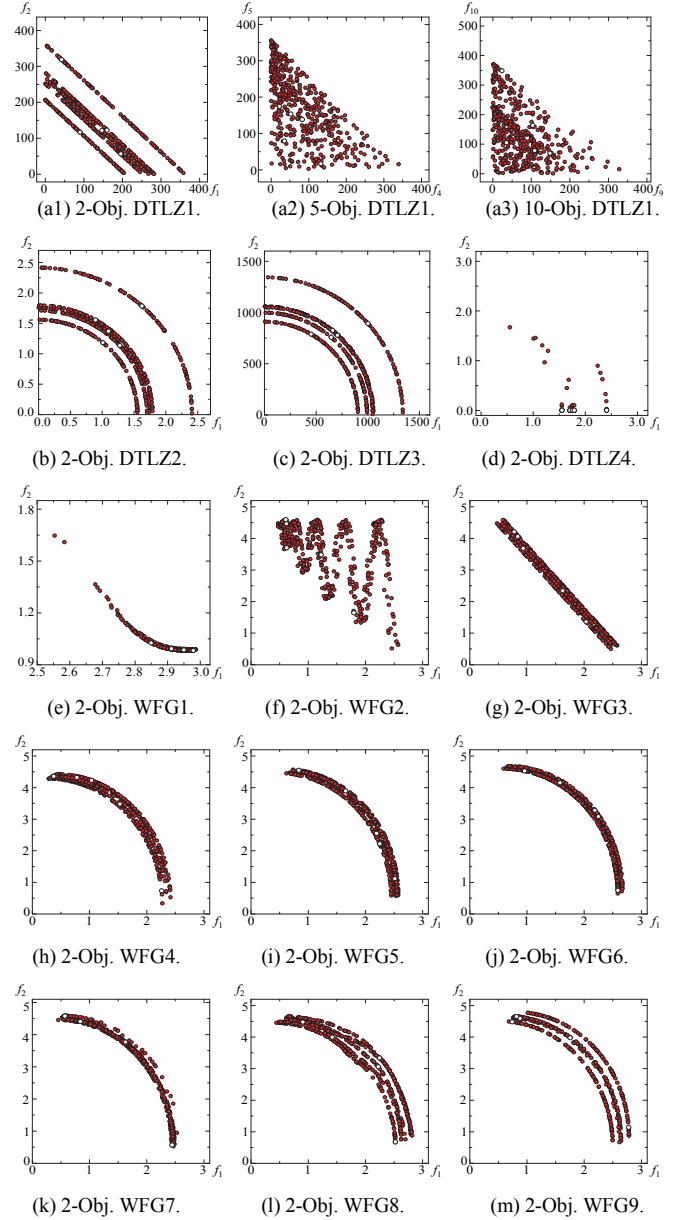 f2
400
300
200
100
0
0 100 200 300 400 f1
(a1) 2-Obj. DTLZ1.
f5
400
300
200
100
0
0 100 200 300 400 f4
(a2) 5-Obj. DTLZ1.
f10
500
400
300
200
100
0
0 100 200 300 400 f9
(a3) 10-Obj. DTLZ1.
f2
2.5
2.0
1.5
1.0
0.5
0.0
0.0 0.5 1.0 1.5 2.0 2.5 f1
(b) 2-Obj. DTLZ2.
f2
1500
1000
500
0
0 500 1000 1500 f1
(c) 2-Obj. DTLZ3.
f2
3.0
2.0
1.0
0.0
0.0 1.0 2.0 3.0 f1
(d) 2-Obj. DTLZ4.
f2
1.8
1.5
1.2
0.9
2.5 2.6 2.7 2.8 2.9 3.0 f1
(e) 2-Obj. WFG1.
f2
5
4
3
2
1
0
0 1 2 3 f1
(f) 2-Obj. WFG2.
f2
5
4
3
2
1
0
0 1 2 3 f1
(g) 2-Obj. WFG3.
f2
5
4
3
2
1
0
0 1 2 3 f1
(h) 2-Obj. WFG4.
f2
5
4
3
2
1
0
0 1 2 3 f1
(i) 2-Obj. WFG5.
f2
5
4
3
2
1
0
0 1 2 3 f1
(j) 2-Obj. WFG6.
f2
5
4
3
2
1
0
0 1 2 3 f1
(k) 2-Obj. WFG7.
f2
5
4
3
2
1
0
0 1 2 3 f1
(l) 2-Obj. WFG8.
f2
5
4
3
2
1
0
0 1 2 3 f1
(m) 2-Obj. WFG9.